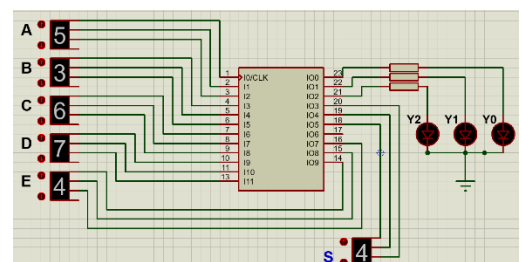 A 5
B 3
C 6
D 7
E 4
1 I0/CLK
2 I1
3 I2
4 I3
5 I4
6 I5
7 I6
8 I7
9 I8
10 I9
11 I10
13 I11
IO0 23
IO1 22
IO2 21
IO3 20
IO4 19
IO5 18
IO6 17
IO7 16
IO8 15
IO9 14
Y2 Y1 Y0
S 4